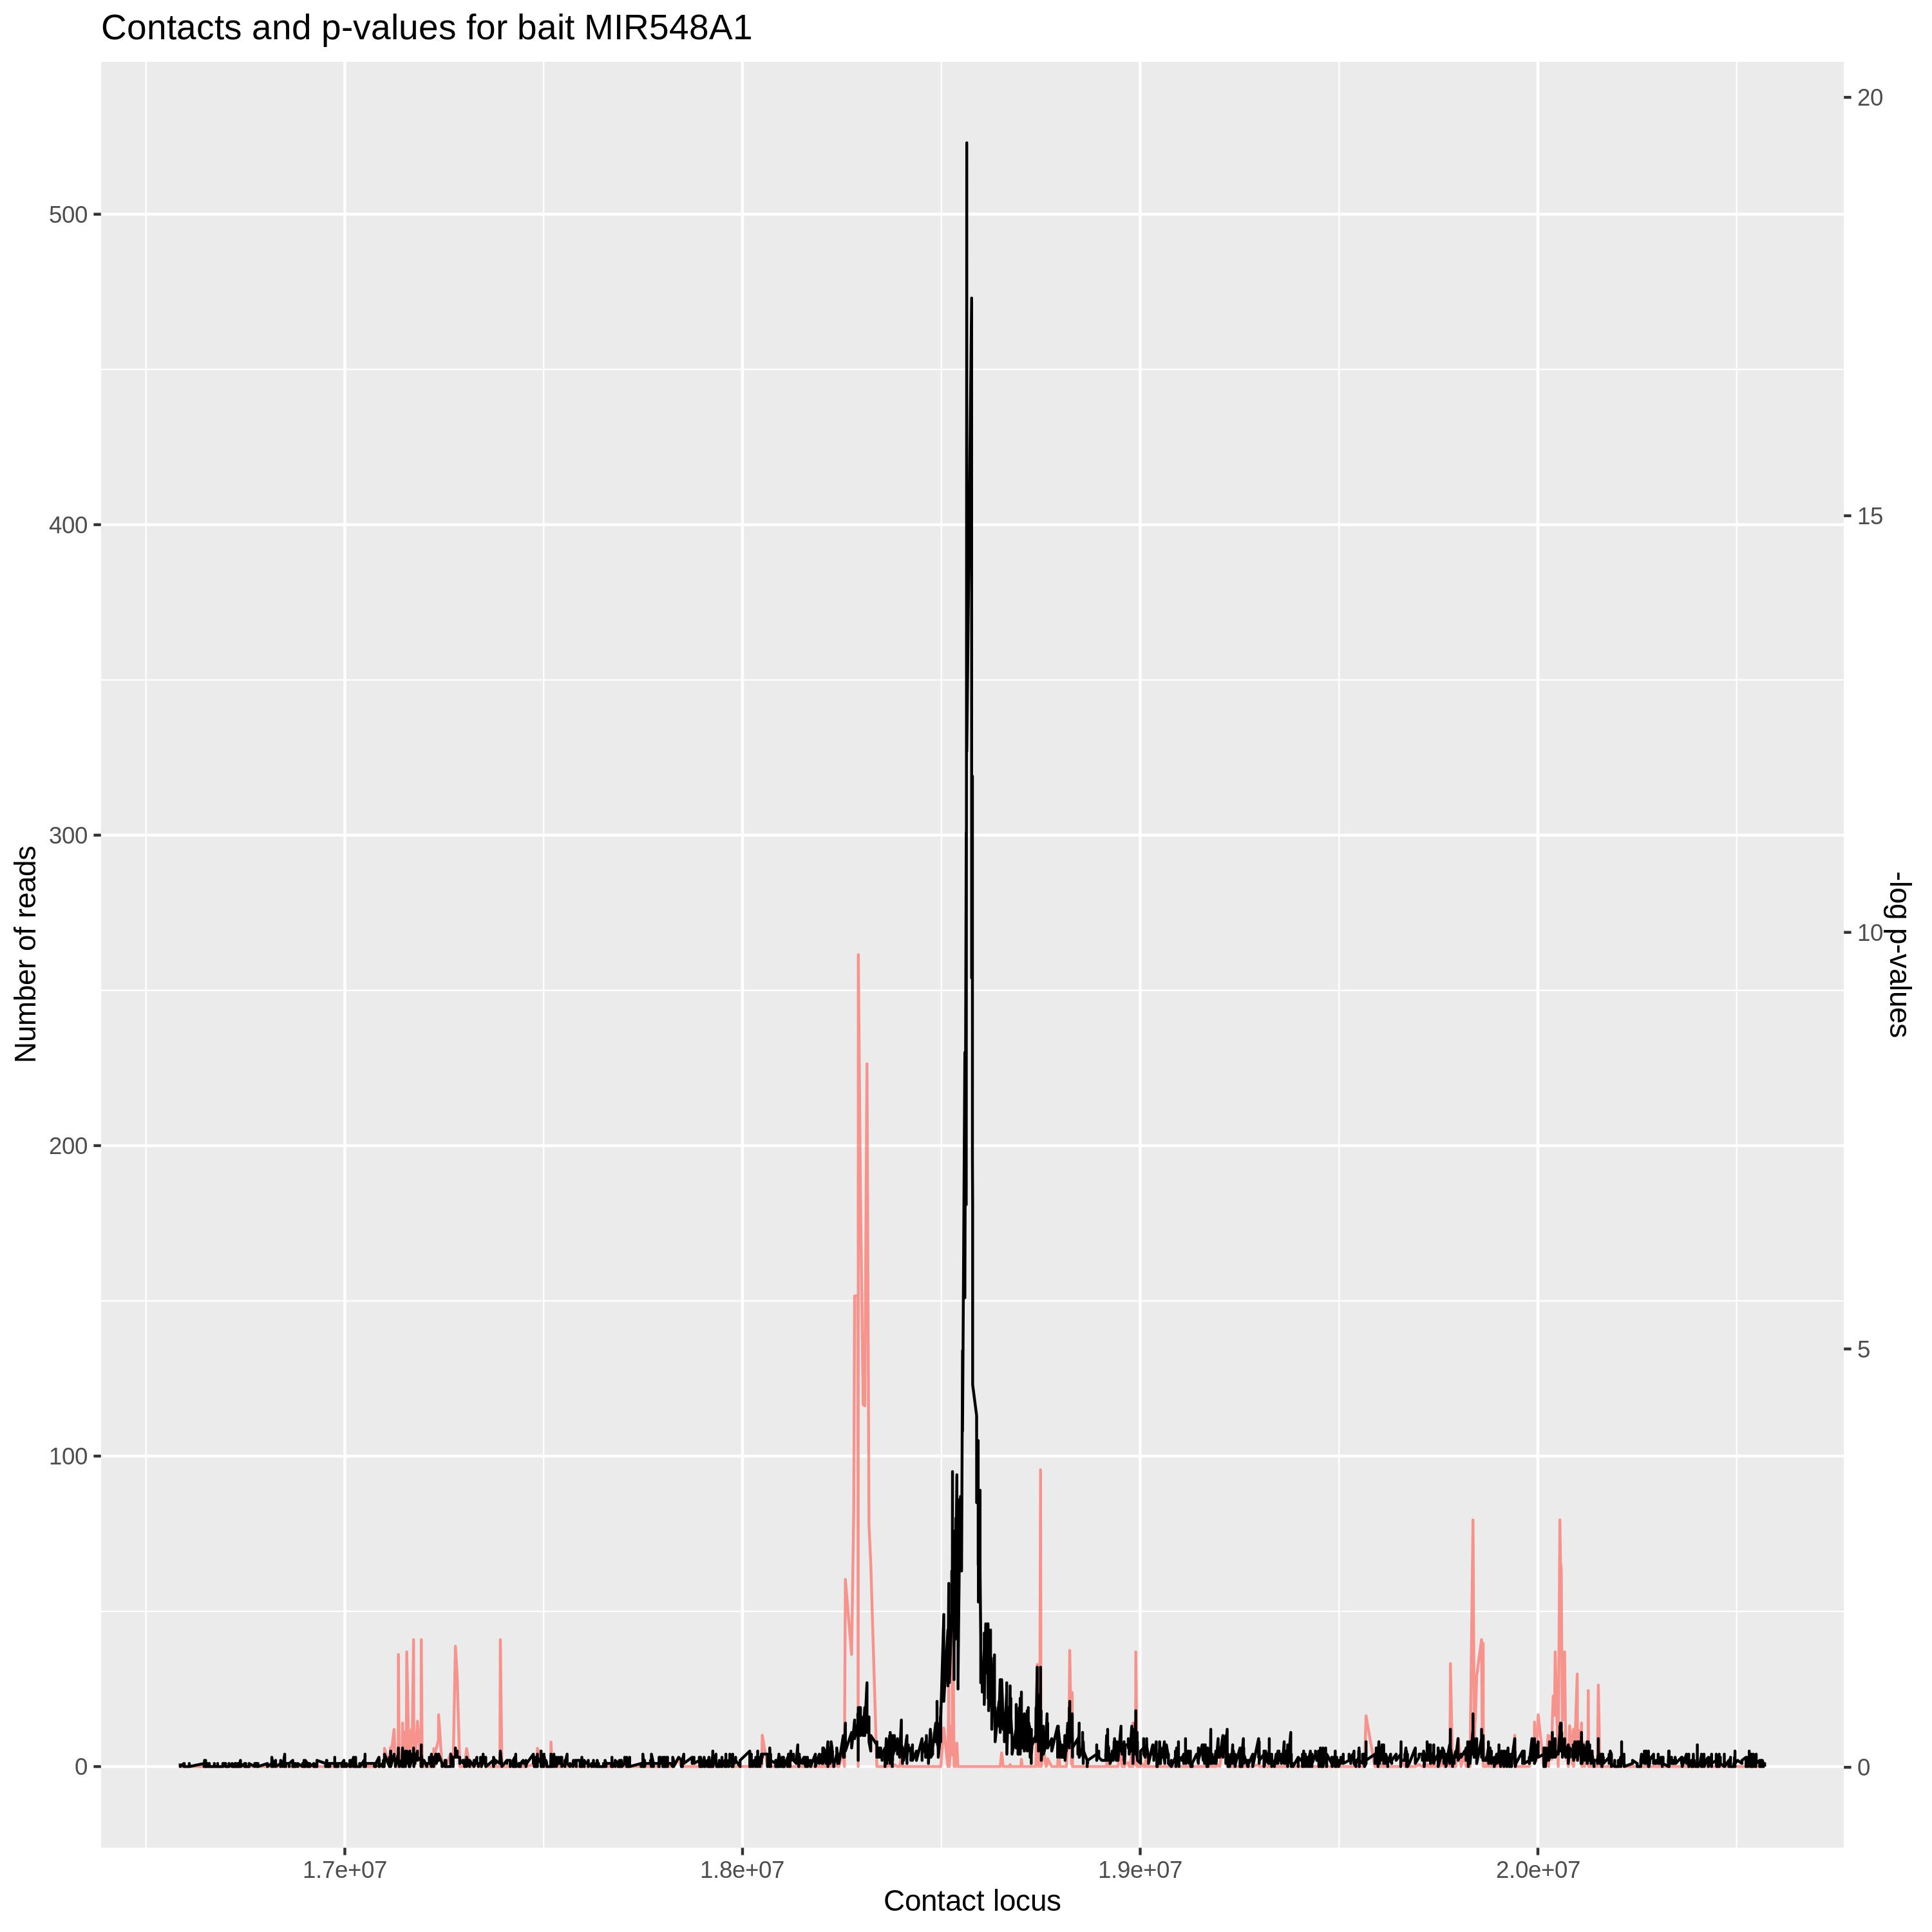 Contacts and p-values for bait MIR548A1
500
400
300
200
100
0
Number of reads
20
15
10
5
0
-log p-values
1.7e+07 1.8e+07 1.9e+07 2.0e+07
Contact locus